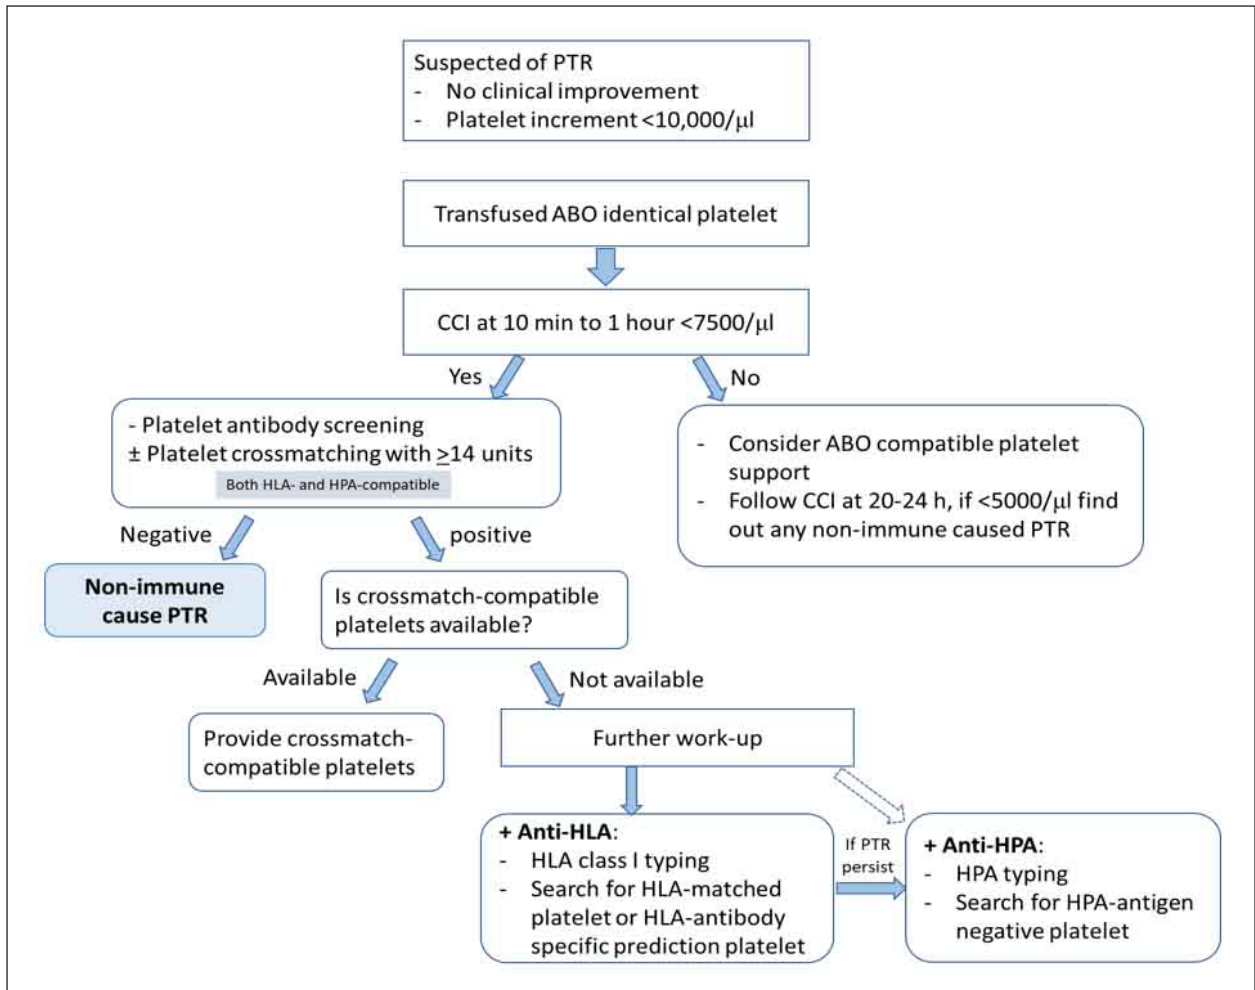 Suspected of PTR
- No clinical improvement
- Platelet increment <10,000/µl
Transfused ABO identical platelet
CCI at 10 min to 1 hour <7500/µl
Yes
No
- Platelet antibody screening
± Platelet crossmatching with ≥14 units
Both HLA- and HPA-compatible
- Consider ABO compatible platelet
support
- Follow CCI at 20-24 h, if <5000/µl find
out any non-immune caused PTR
Negative
positive
Non-immune
cause PTR
Is crossmatch-compatible
platelets available?
Available
Not available
Provide crossmatch-
compatible platelets
Further work-up
+ Anti-HLA:
- HLA class I typing
- Search for HLA-matched
platelet or HLA-antibody
specific prediction platelet
If PTR
persist
+ Anti-HPA:
- HPA typing
- Search for HPA-antigen
negative platelet